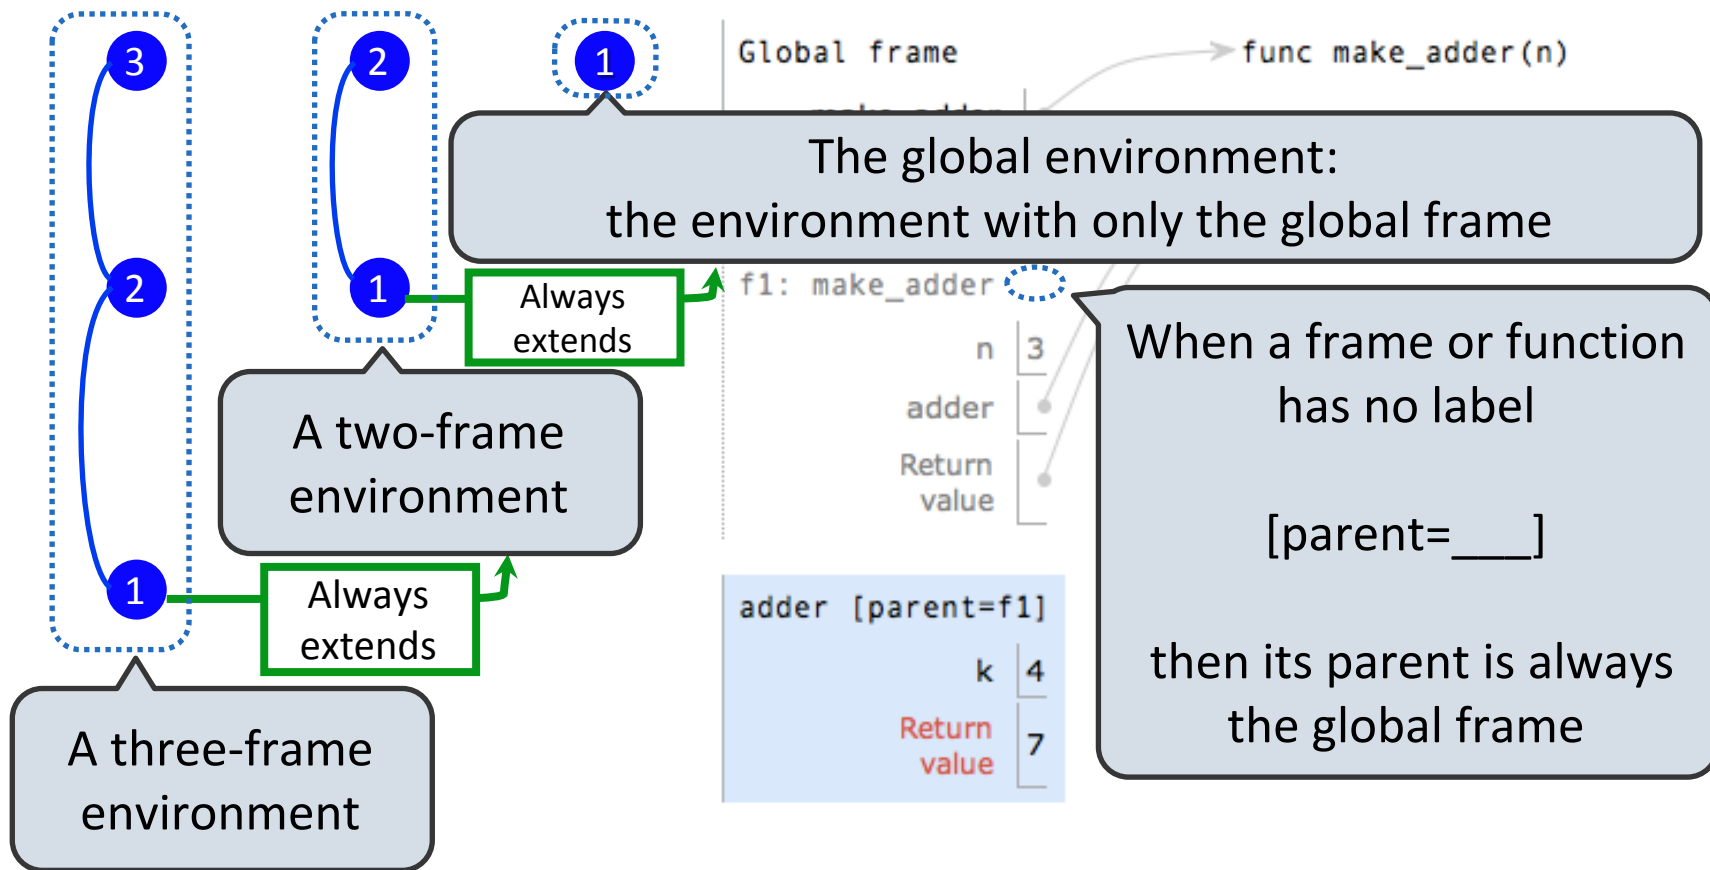 3
2
1
2
1
1
Global frame
func make_adder(n)
The global environment:
the environment with only the global frame
Always
extends
f1: make_adder
n 3
adder
Return
value
When a frame or function
has no label
[parent=___]
then its parent is always
the global frame
A two-frame
environment
Always
extends
adder [parent=f1]
k 4
Return
value 7
A three-frame
environment